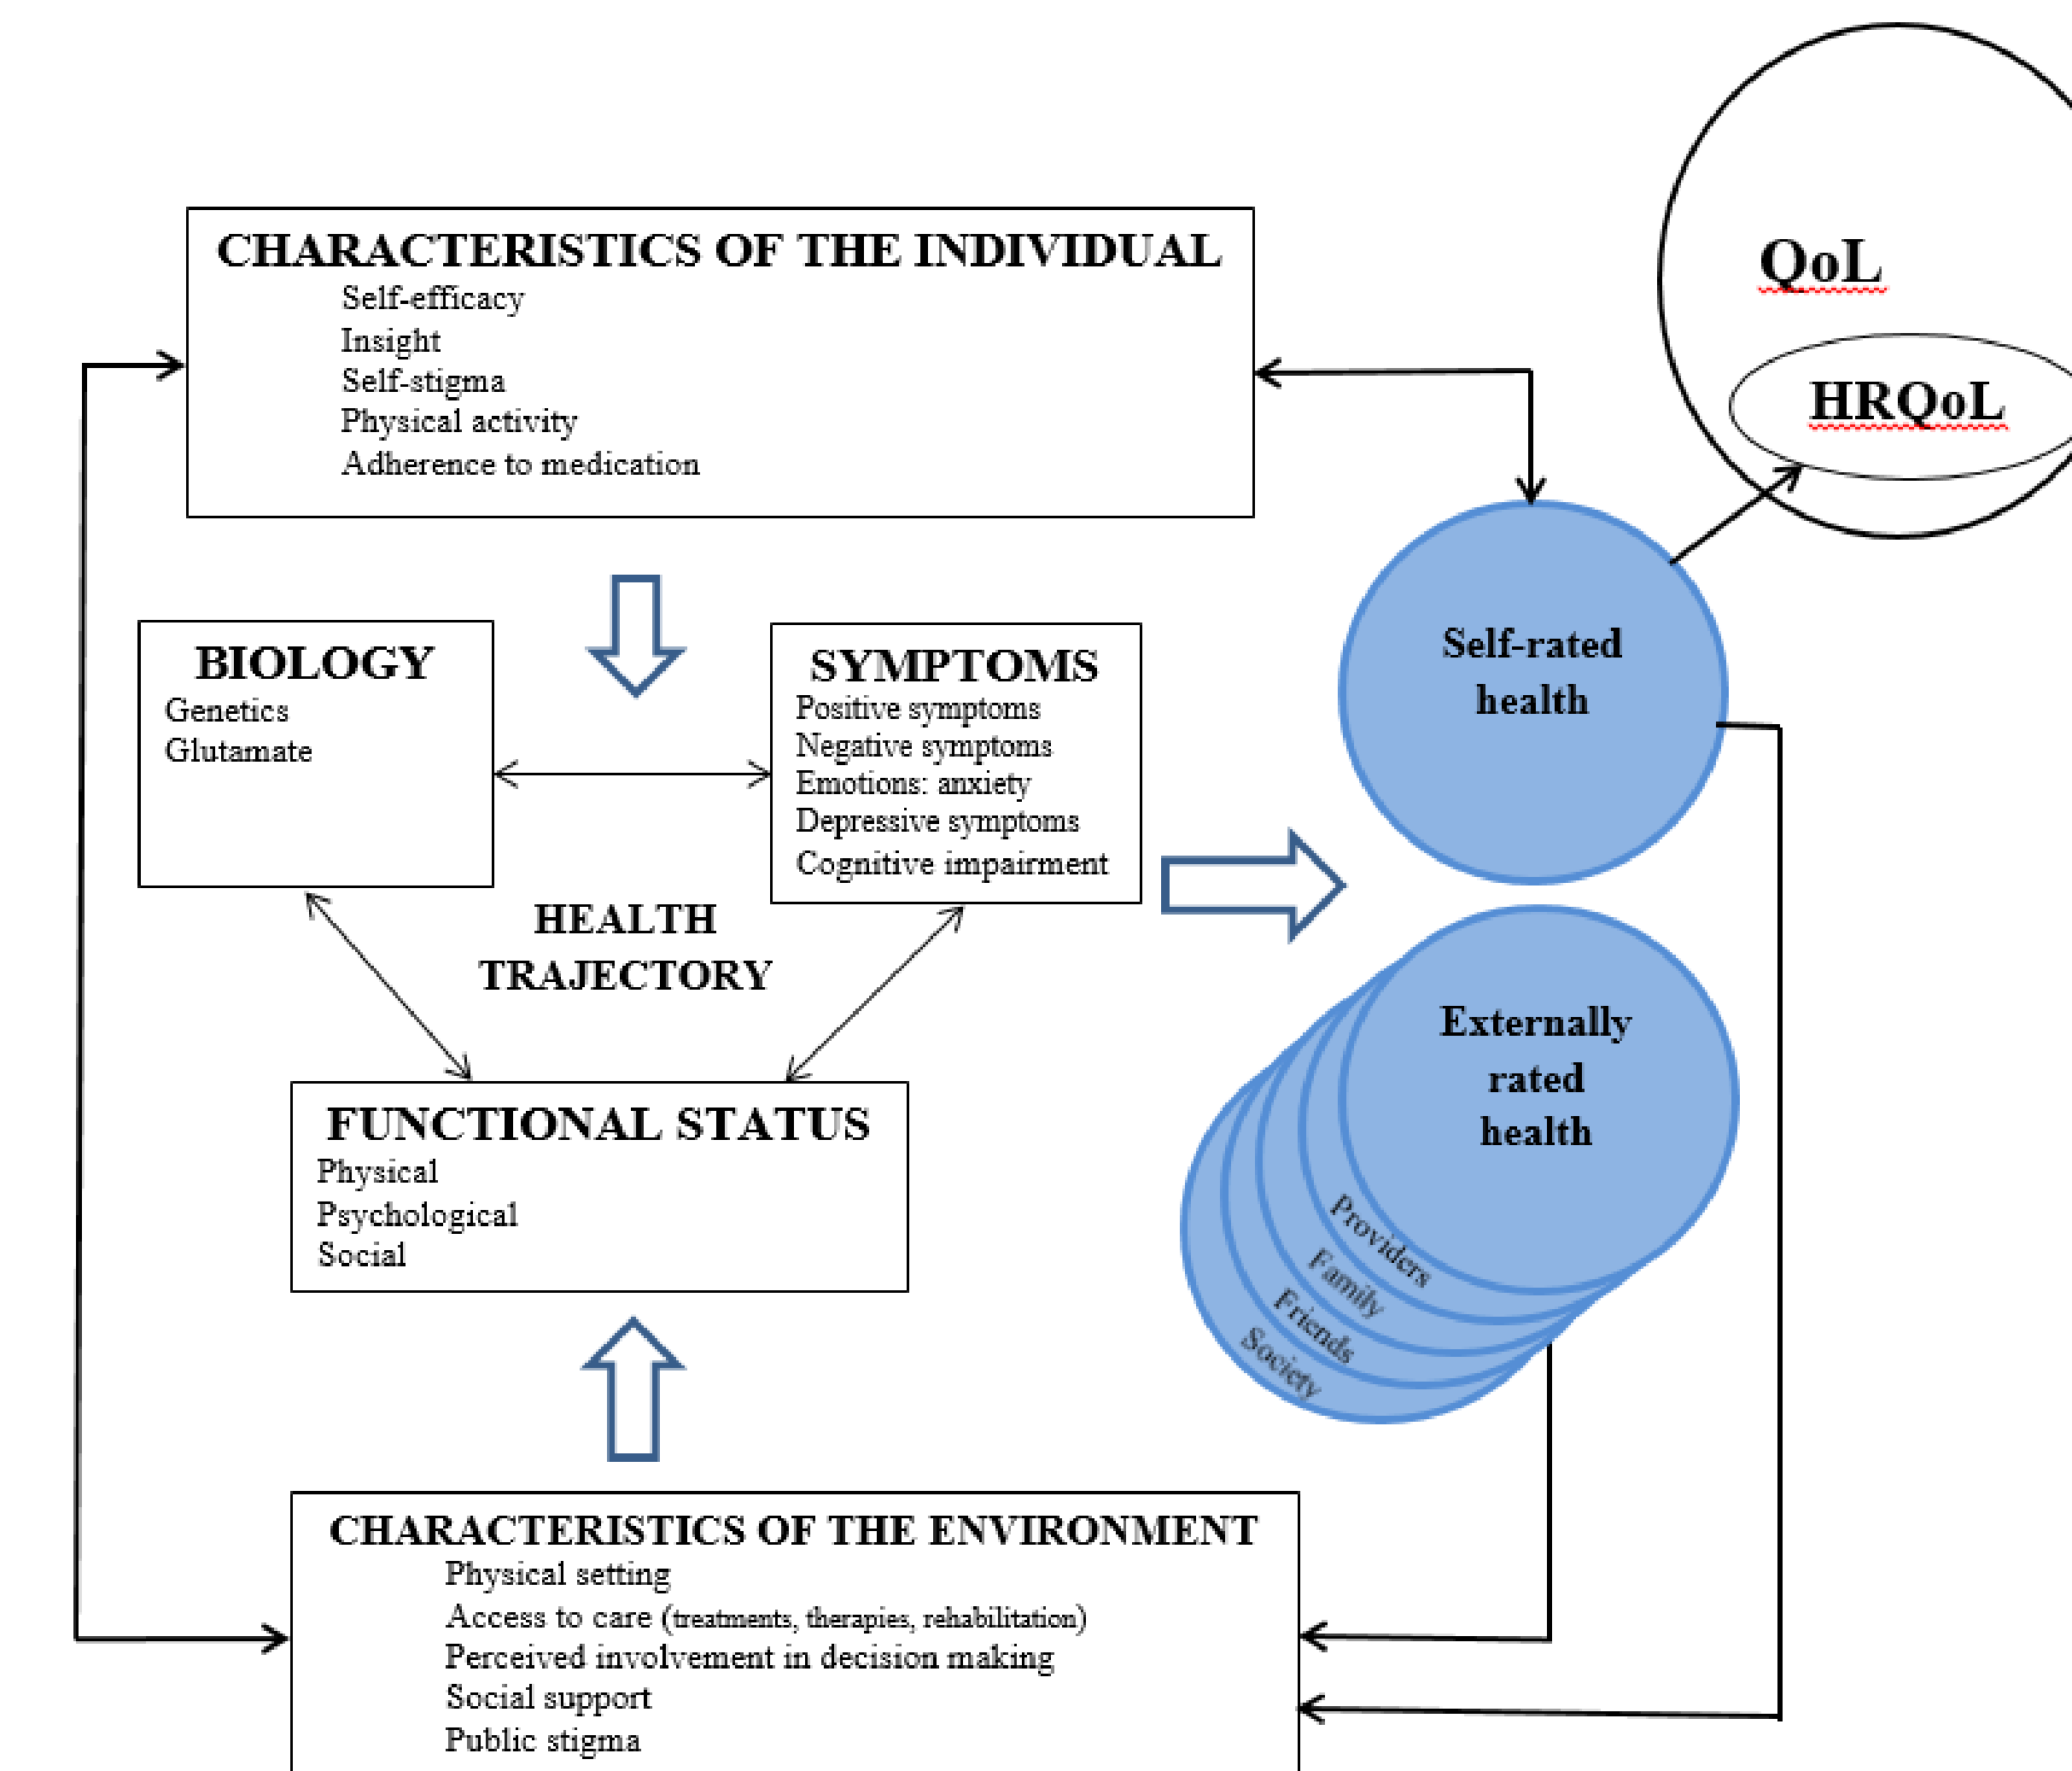 QoL
HRQoL
CHARACTERISTICS OF THE INDIVIDUAL
Self-efficacy
Insight
Self-stigma
Physical activity
Adherence to medication
BIOLOGY
Genetics
Glutamate
SYMPTOMS
Positive symptoms
Negative symptoms
Emotions: anxiety
Depressive symptoms
Cognitive impairment
HEALTH
TRAJECTORY
FUNCTIONAL STATUS
Physical
Psychological
Social
Self-rated
health
Externally
rated
health
Providers
Family
Friends
Society
CHARACTERISTICS OF THE ENVIRONMENT
Physical setting
Access to care (treatments, therapies, rehabilitation)
Perceived involvement in decision making
Social support
Public stigma